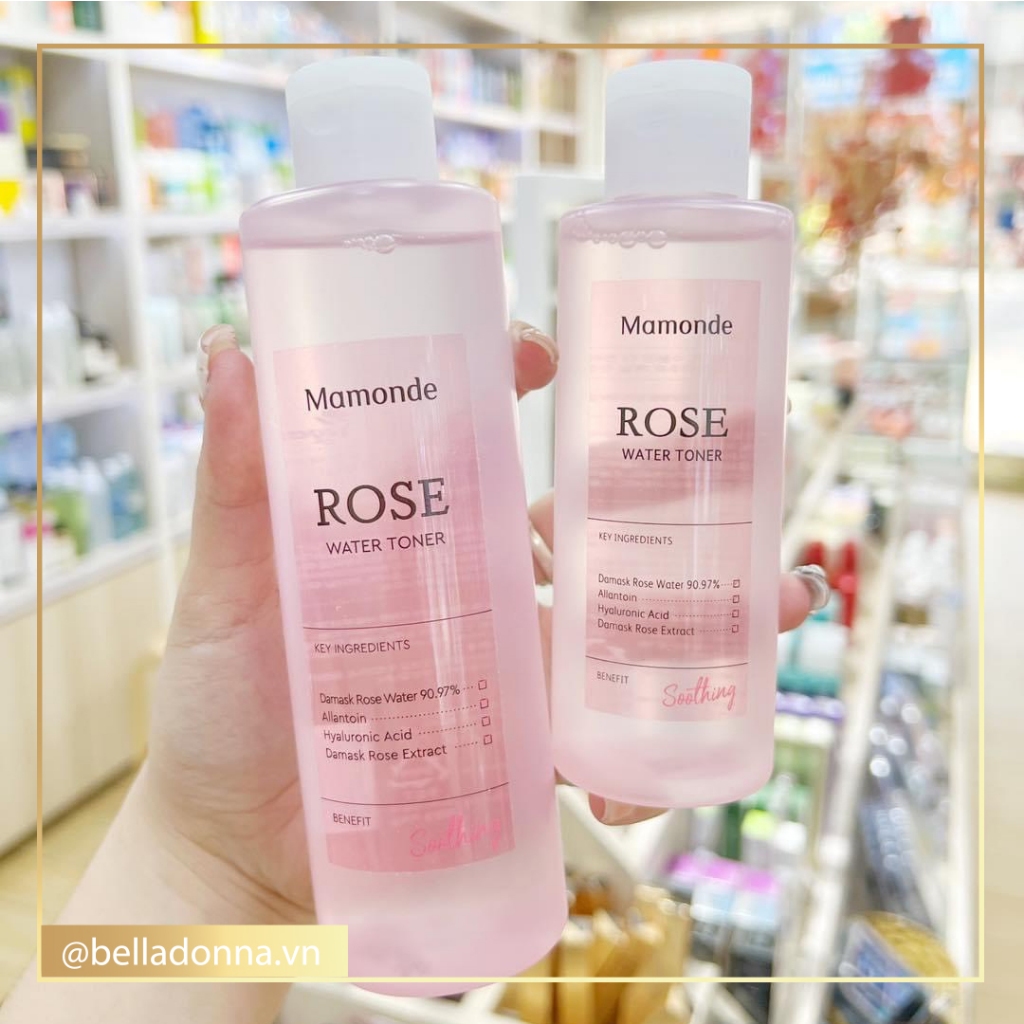 Mamonde
ROSE
WATER TONER
KEY INGREDIENTS
Damask Rose Water 90.97%
Allantoin
Hyaluronic Acid
Damask Rose Extract
BENEFIT
Soothing
Mamonde
ROSE
WATER TONER
KEY INGREDIENTS
Damask Rose Water 90.97%
Allantoin
Hyaluronic Acid
Damask Rose Extract
BENEFIT
Soothing
@belladonna.vn